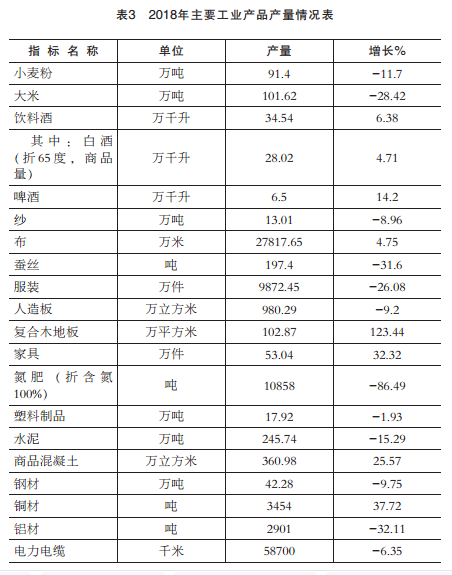 表3 2018年主要工业产品产量情况表
指标名称 单位 产量 增长%
小麦粉 万吨 91.4 −11.7
大米 万吨 101.62 −28.42
饮料酒 万千升 34.54 6.38
其中：白酒
(折65度，商品 万千升 28.02 4.71
量)
啤酒 万千升 6.5 14.2
纱 万吨 13.01 −8.96
布 万米 27817.65 4.75
蚕丝 吨 197.4 −31.6
服装 万件 9872.45 −26.08
人造板 万立方米 980.29 −9.2
复合木地板 万平方米 102.87 123.44
家具 万件 53.04 32.32
氮肥（折含氮 吨 10858 −86.49
100%)
塑料制品 万吨 17.92 −1.93
水泥 万吨 245.74 −15.29
商品混凝土 万立方米 360.98 25.57
钢材 万吨 42.28 −9.75
铜材 吨 3454 37.72
铝材 吨 2901 −32.11
电力电缆 千米 58700 −6.35